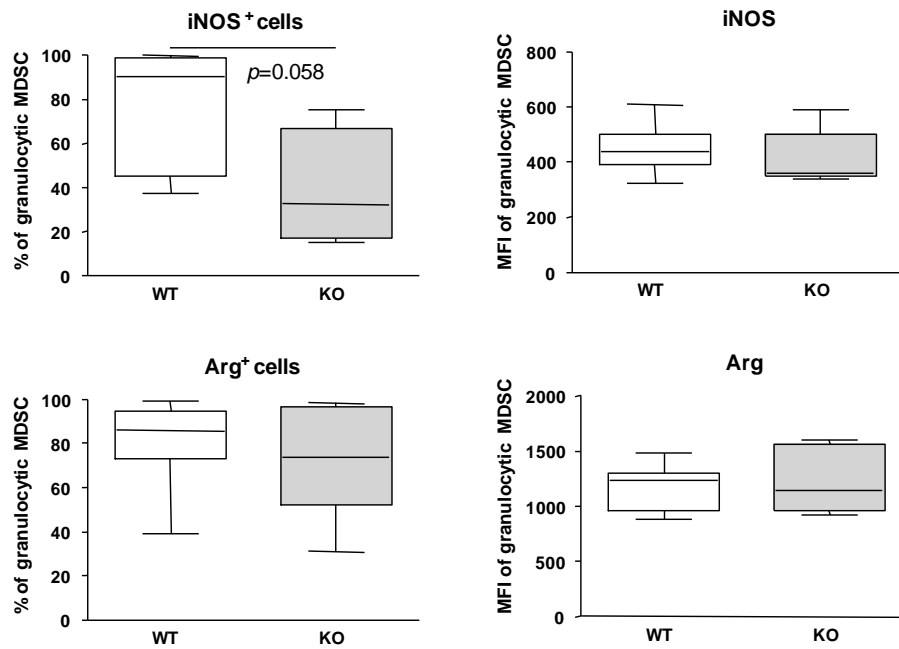 iNOS⁺ cells
% of granulocytic MDSC
100
80
60
40
20
0
p=0.058
WT
KO
iNOS
MFI of granulocytic MDSC
800
600
400
200
0
WT
KO
Arg⁺ cells
% of granulocytic MDSC
100
80
60
40
20
0
WT
KO
Arg
MFI of granulocytic MDSC
2000
1500
1000
500
0
WT
KO